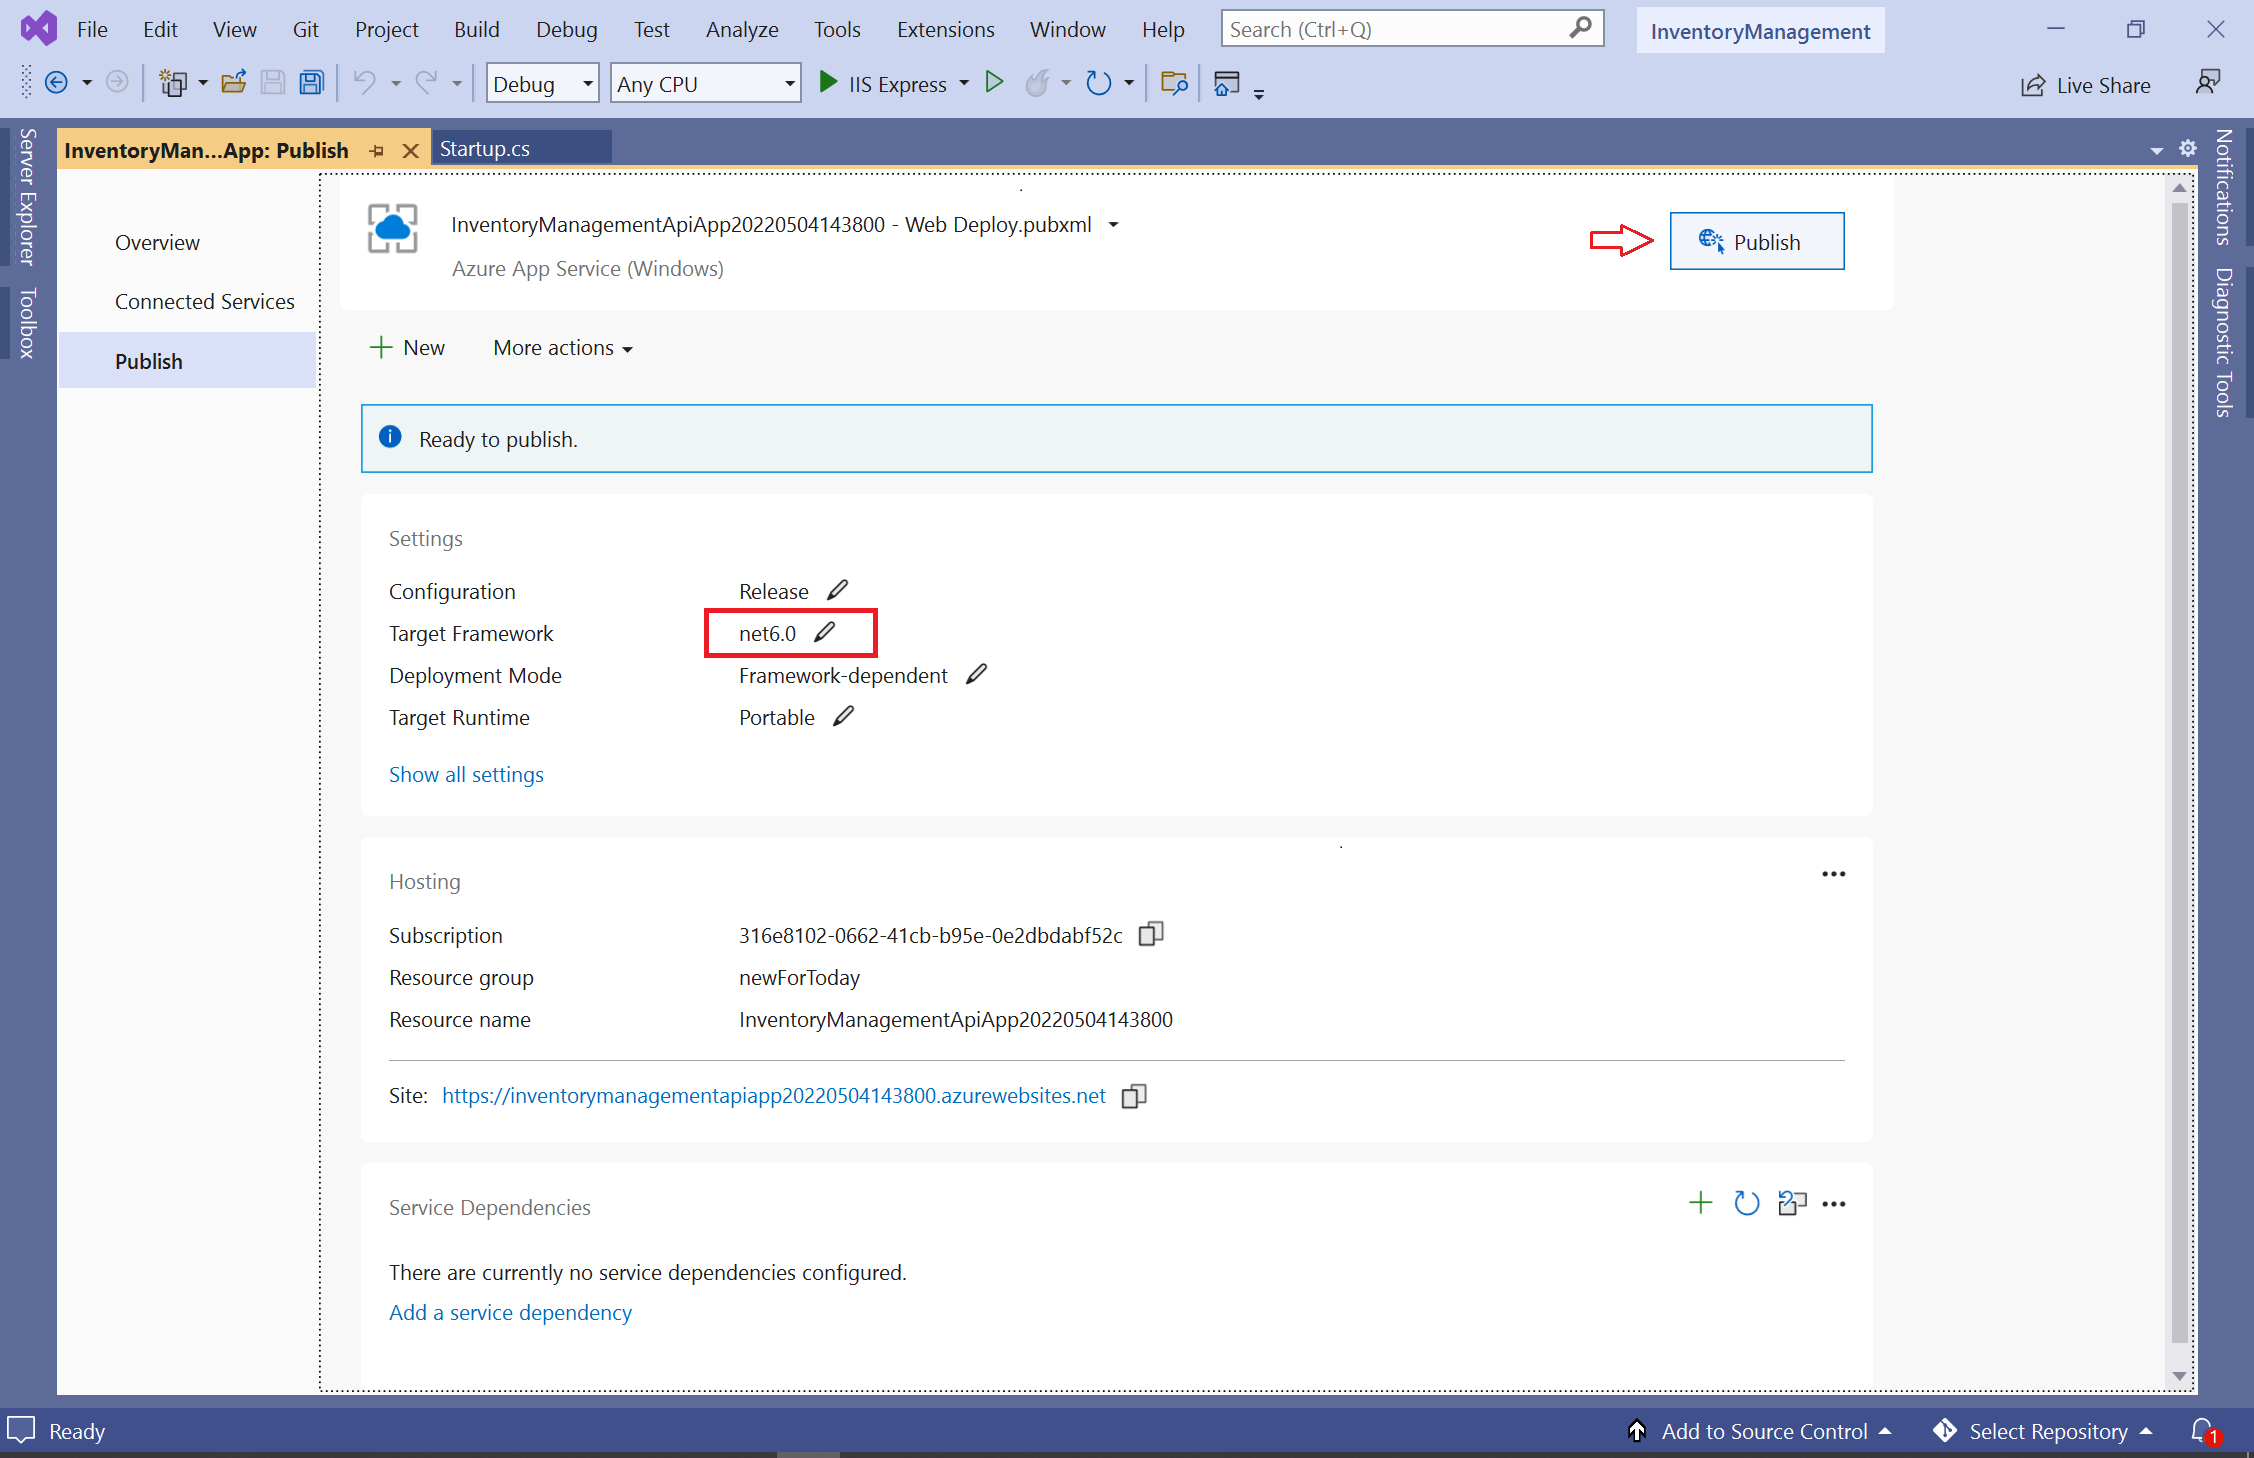 File Edit View Git Project Build Debug Test Analyze Tools Extensions Window Help Search (Ctrl+Q) InventoryManagement
Debug Any CPU IIS Express Live Share
InventoryMan...App: Publish Startup.cs
Server Explorer
Toolbox
Notifications
Diagnostic Tools
Overview
Connected Services
Publish
InventoryManagementApiApp20220504143800 - Web Deploy.pubxml
Azure App Service (Windows)
Publish
New More actions
Ready to publish.
Settings
Configuration Release
Target Framework net6.0
Deployment Mode Framework-dependent
Target Runtime Portable
Show all settings
Hosting
Subscription 316e8102-0662-41cb-b95e-0e2dbdabf52c
Resource group newForToday
Resource name InventoryManagementApiApp20220504143800
Site: https://inventorymanagementapiapp20220504143800.azurewebsites.net
Service Dependencies
There are currently no service dependencies configured.
Add a service dependency
Ready Add to Source Control Select Repository 1